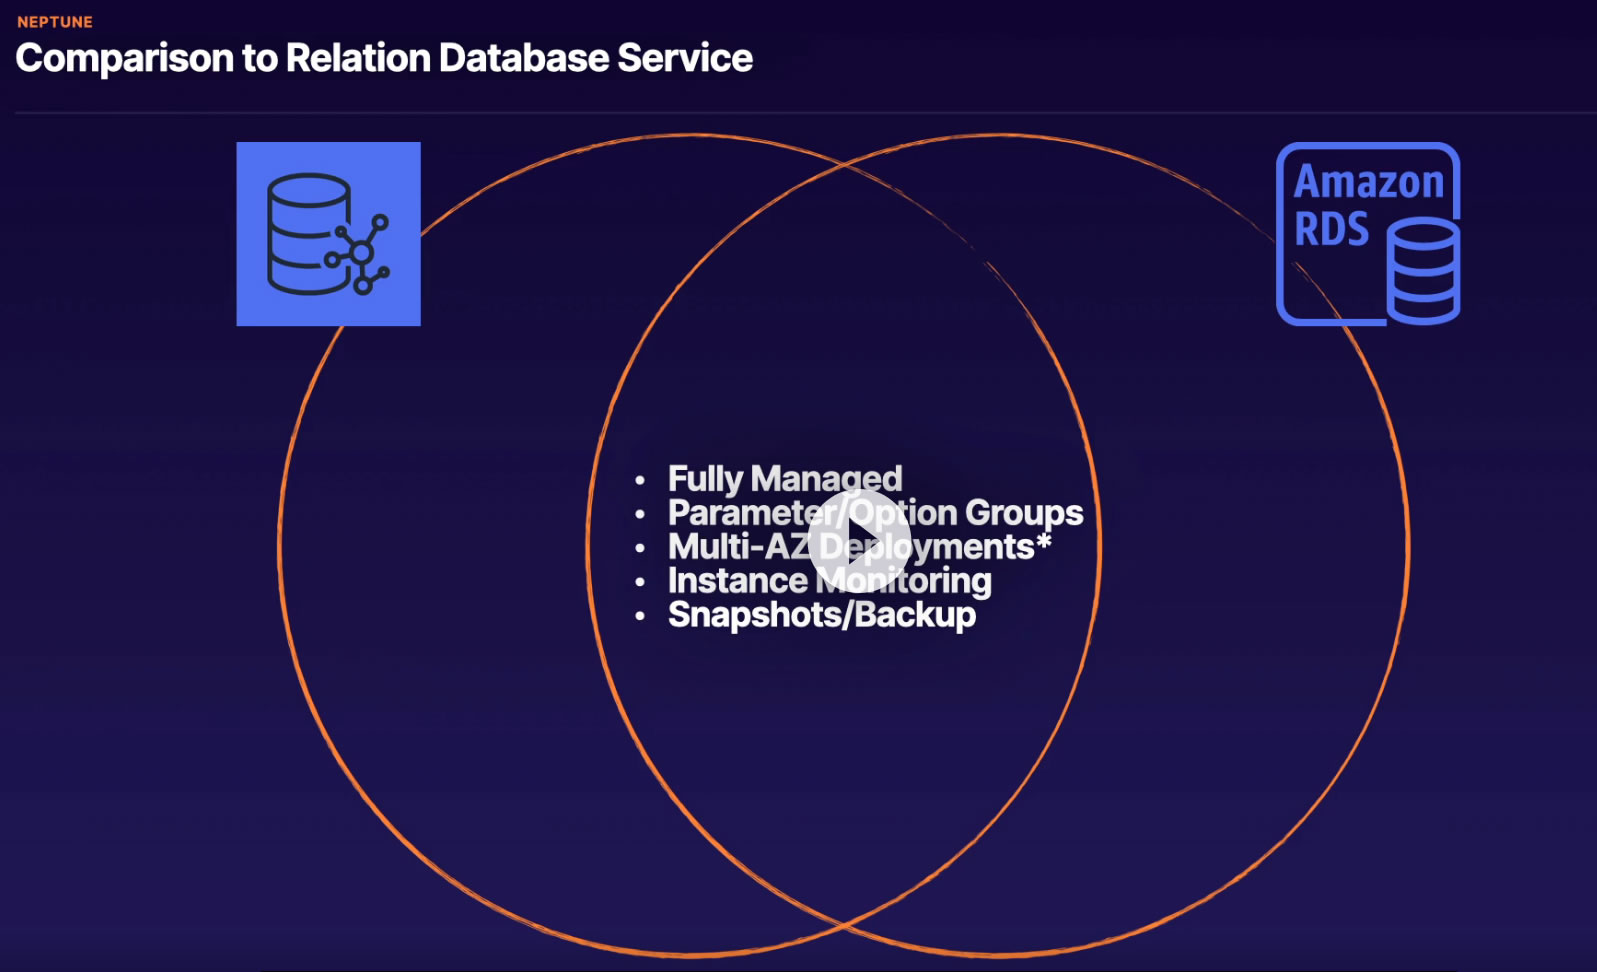 NEPTUNE
Comparison to Relation Database Service
Amazon
RDS
• Fully Managed
• Parameter/Option Groups
• Multi-AZ Deployments*
• Instance Monitoring
• Snapshots/Backup